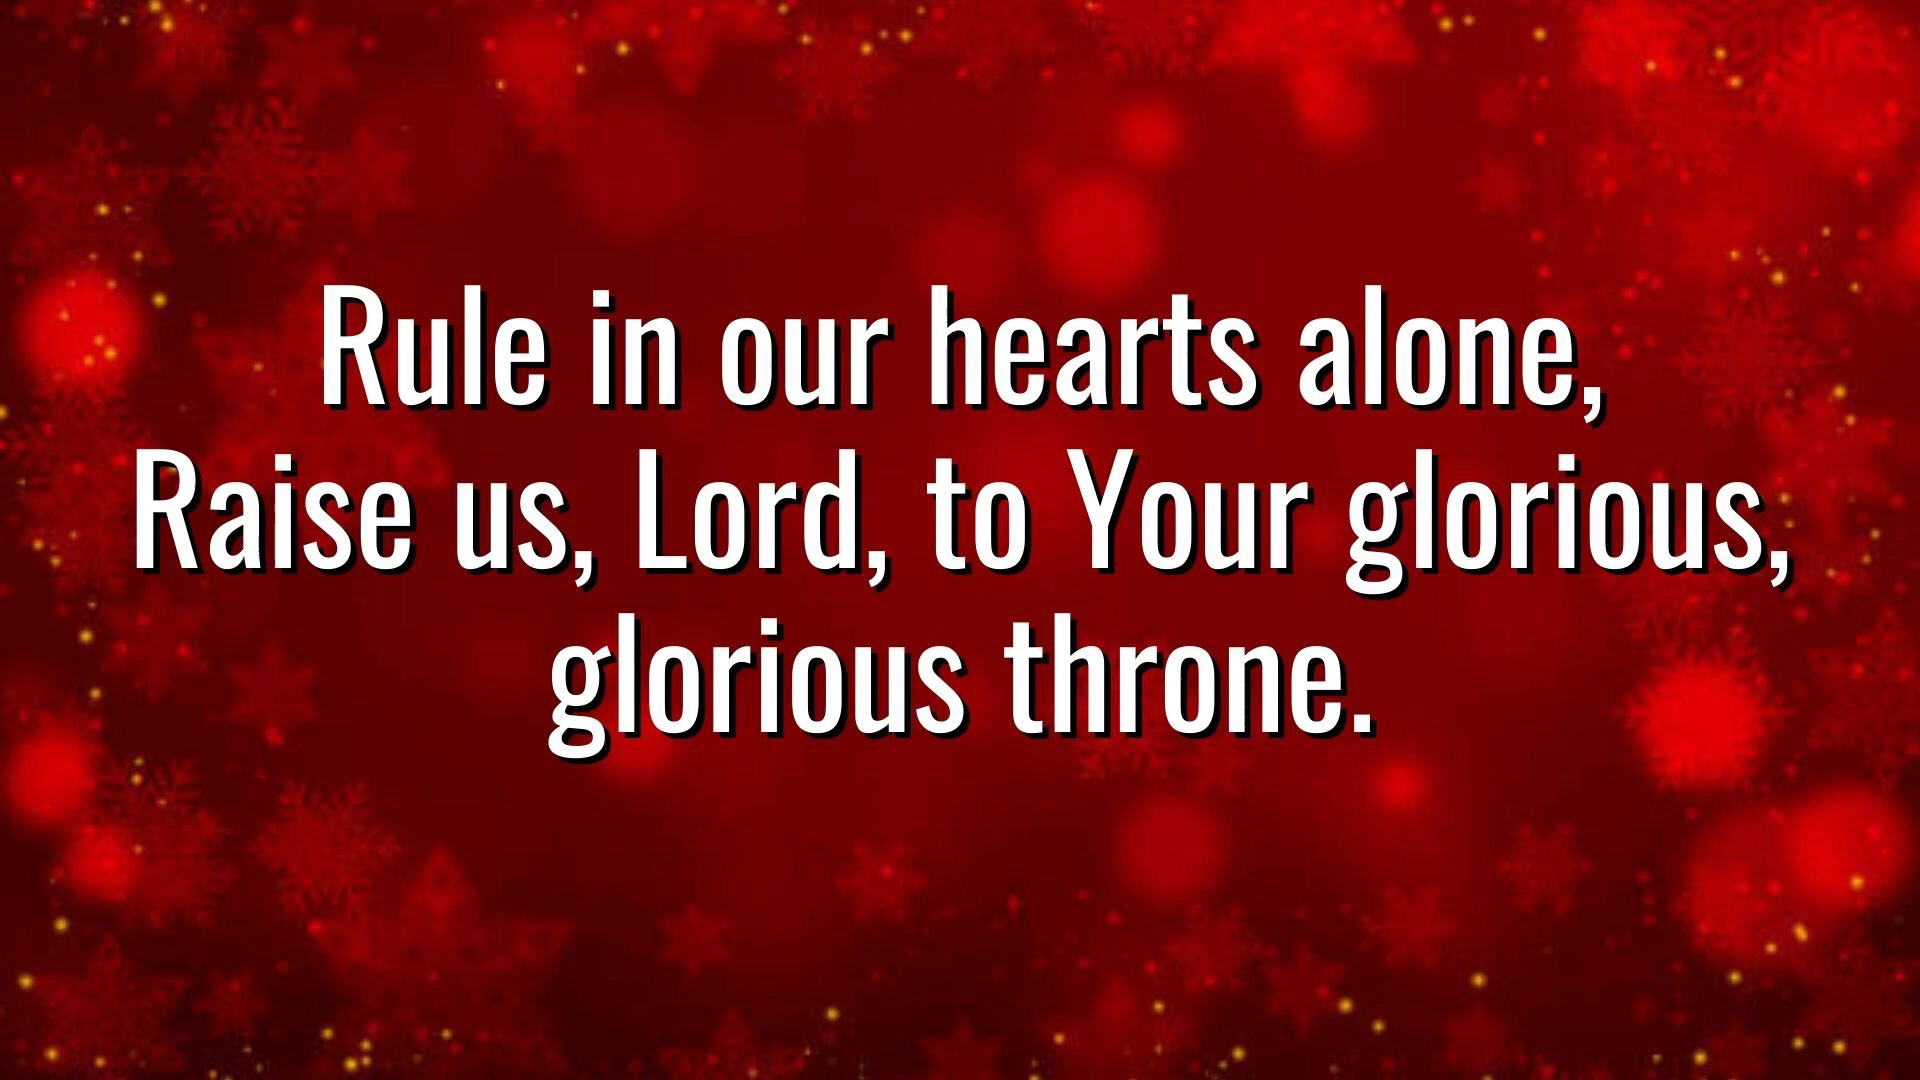 Rule in our hearts alone,
Raise us, Lord, to Your glorious,
glorious throne.